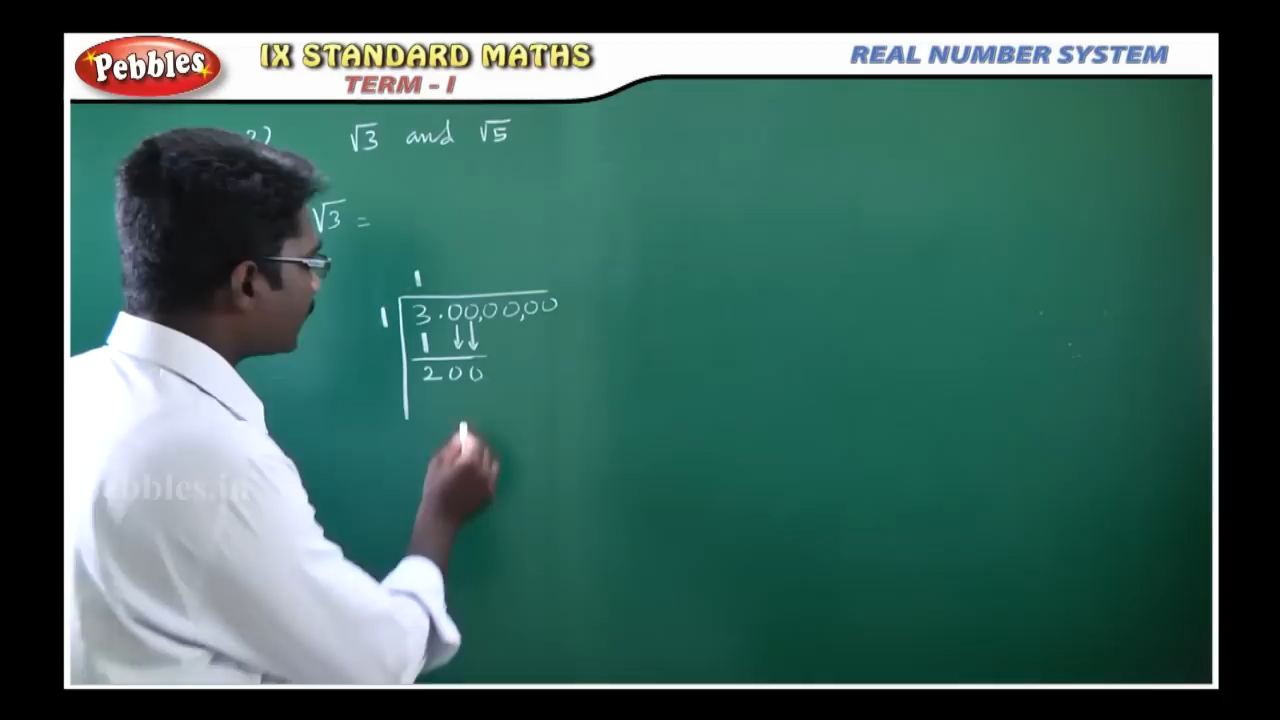 Pebbles
IX STANDARD MATHS
TERM - I
REAL NUMBER SYSTEM
√3 and √5
√3 =
1
1 3.00,00,00
1 ↓↓
200